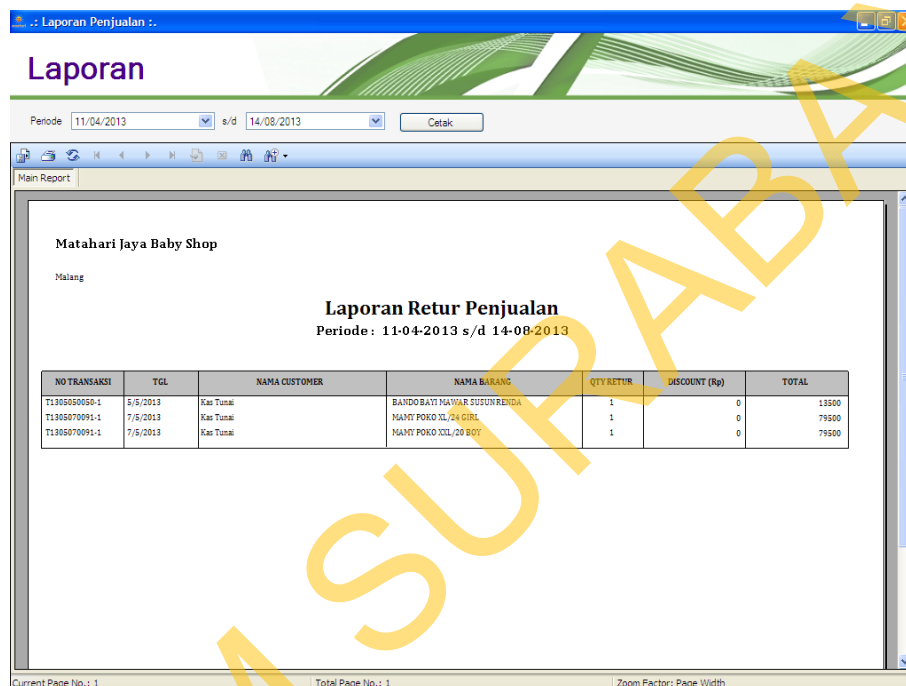 .: Laporan Penjualan :.
Laporan
Periode 11/04/2013 s/d 14/08/2013 Cetak
Main Report
Matahari Jaya Baby Shop
Malang
Laporan Retur Penjualan
Periode : 11-04-2013 s/d 14-08-2013
NO TRANSAKSI TGL NAMA CUSTOMER NAMA BARANG QTY RETUR DISCOUNT (Rp) TOTAL
T1305050050-1 5/5/2013 Kas Tunai BANDO BAYI MAWAR SUSUN RENDA 1 0 13500
T1305070091-1 7/5/2013 Kas Tunai MAMY POKO XL/24 GIRL 1 0 79500
T1305070091-1 7/5/2013 Kas Tunai MAMY POKO XXL/20 BOY 1 0 79500
M SURABA
Current Page No.: 1 Total Page No.: 1 Zoom Factor: Page Width